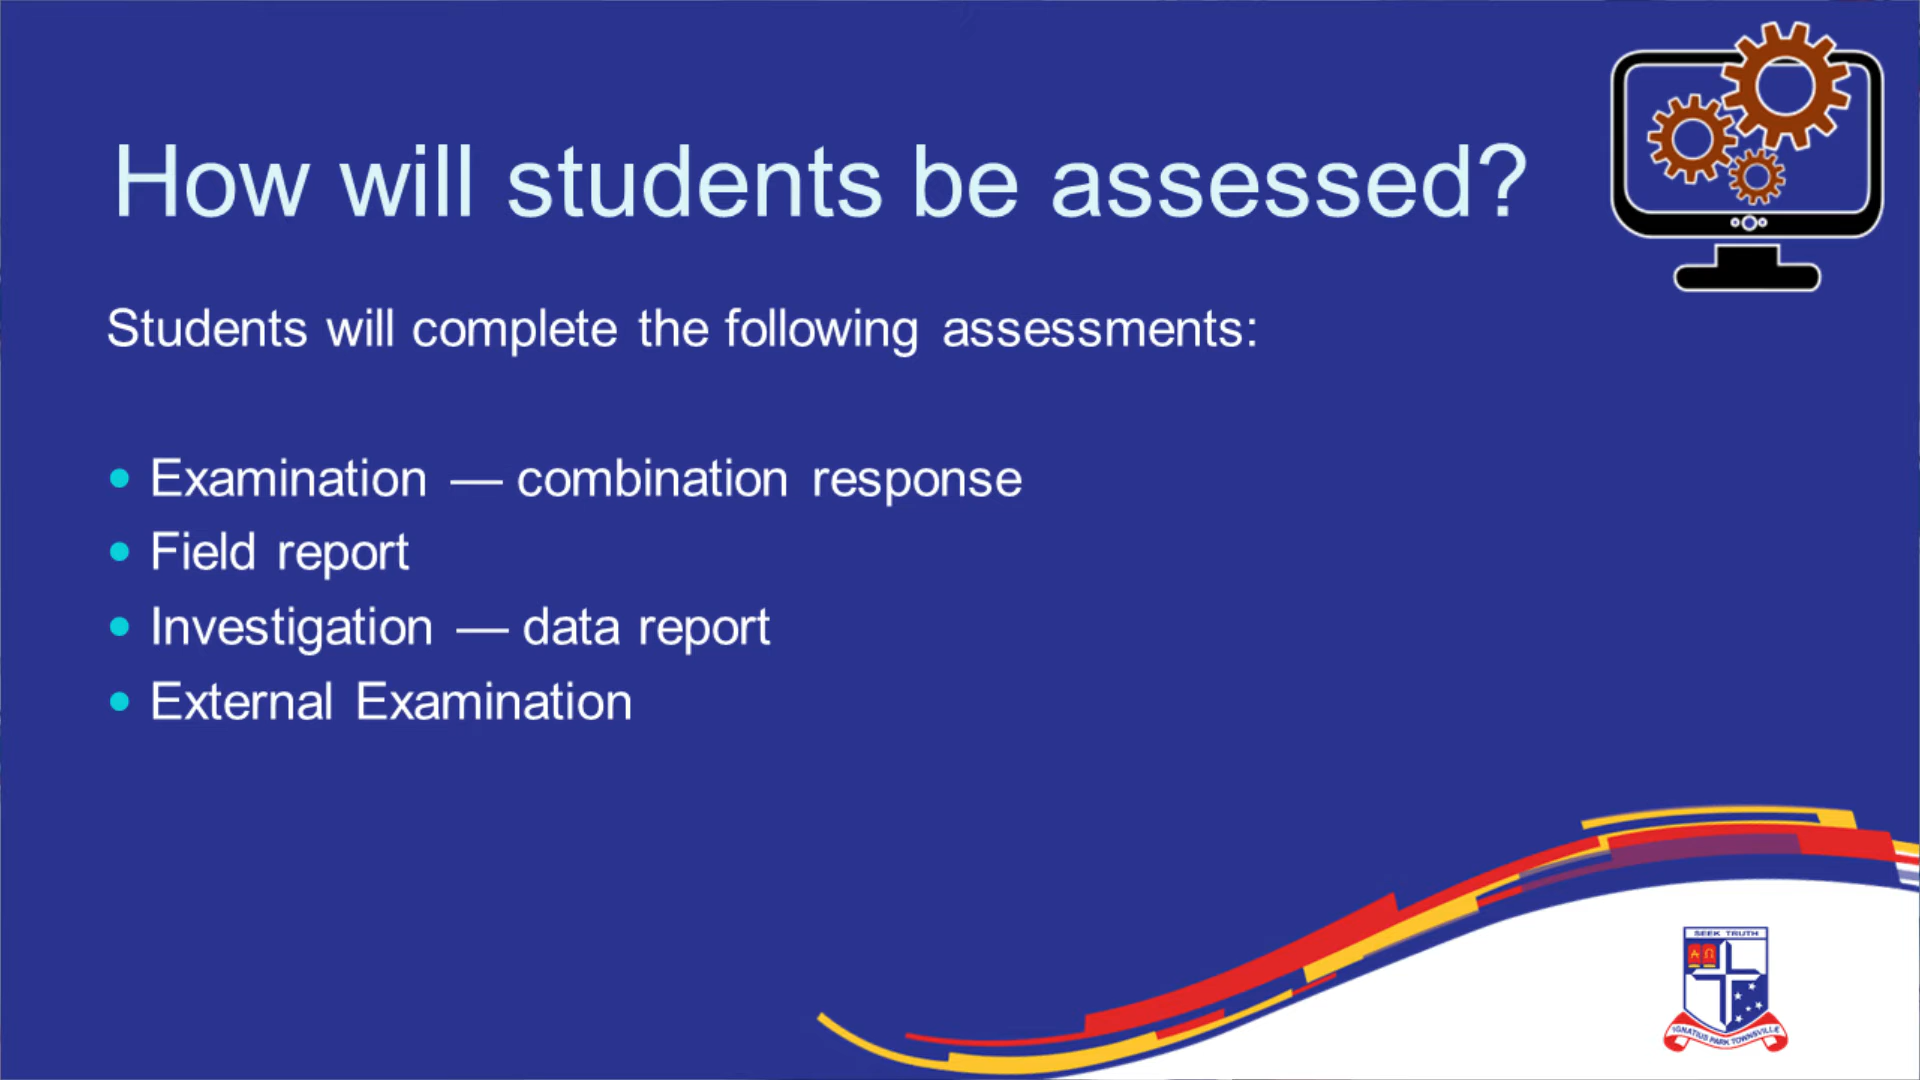 How will students be assessed?
Students will complete the following assessments:
Examination — combination response
Field report
Investigation — data report
External Examination
SEEK TRUTH
A Ω
IGNATIUS PARK TOWNSVILLE